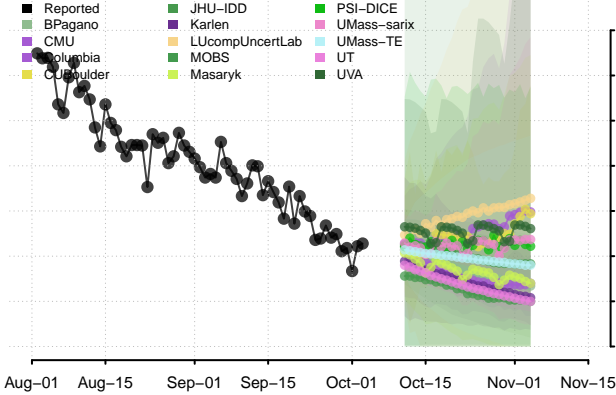 Reported
BPagano
CMU
Columbia
CUBoulder
JHU-IDD
Karlen
LUcompUncertLab
MOBS
Masaryk
PSI-DICE
UMass-sarix
UMass-TE
UT
UVA
Aug-01 Aug-15 Sep-01 Sep-15 Oct-01 Oct-15 Nov-01 Nov-15